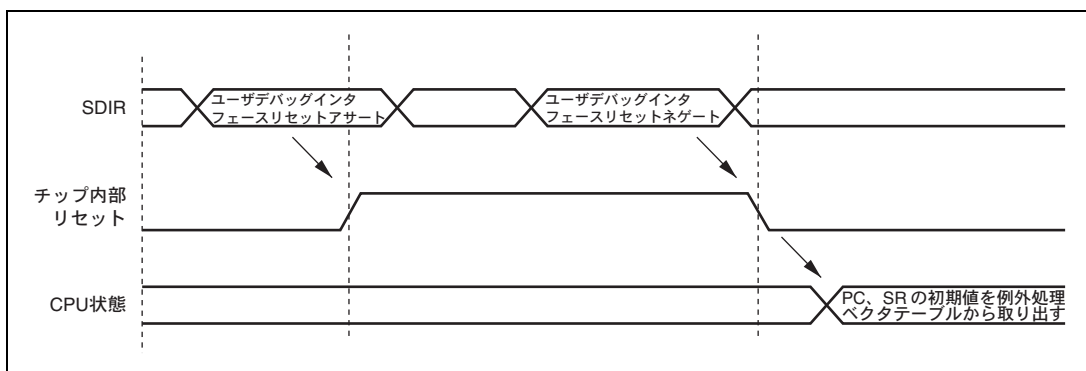 SDIR
ユーザデバッグインタ
フェースリセットアサート
ユーザデバッグインタ
フェースリセットネゲート
チップ内部
リセット
CPU状態
PC、SRの初期値を例外処理
ベクタテーブルから取り出す